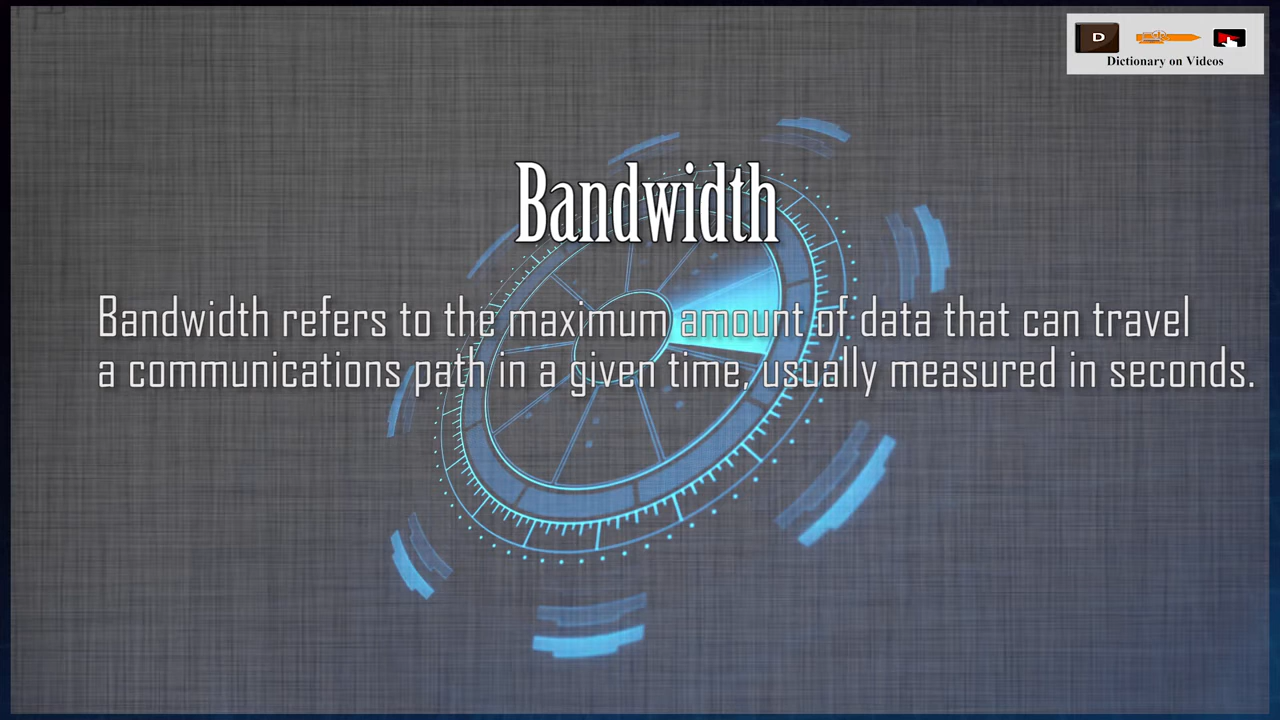 D
Dictionary on Videos
Bandwidth
Bandwidth refers to the maximum amount of data that can travel
a communications path in a given time, usually measured in seconds.